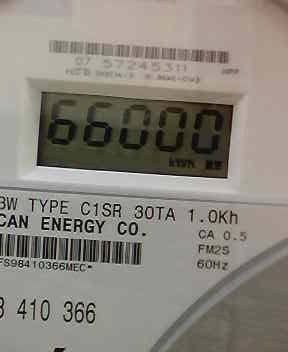 07 57245311
66000
kWh
3W TYPE C1SR 30TA 1.0Kh
CAN ENERGY CO.
CA 0.5
FM2S
FS98410366MEC*
60Hz
3 410 366